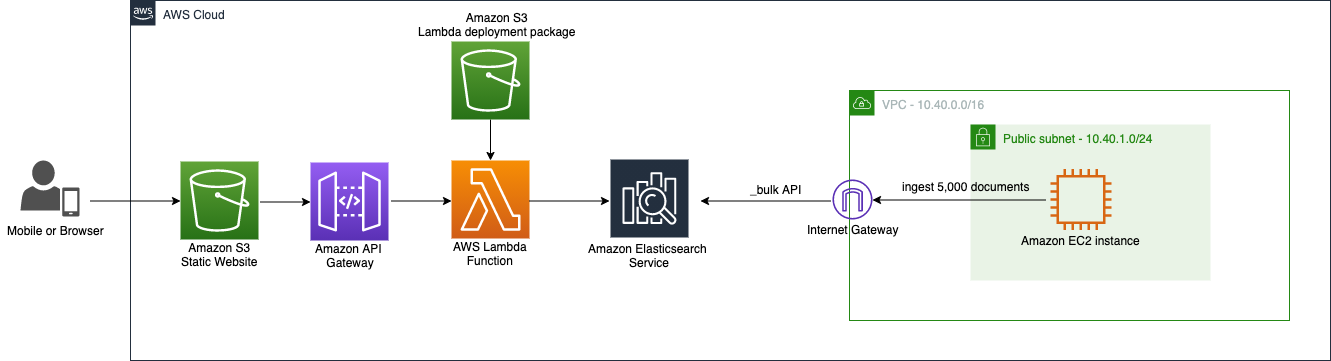 aws
AWS Cloud
Amazon S3
Lambda deployment package
VPC - 10.40.0.0/16
Public subnet - 10.40.1.0/24
Mobile or Browser
Amazon S3
Static Website
</>
Amazon API
Gateway
AWS Lambda
Function
Amazon Elasticsearch
Service
_bulk API
Internet Gateway
ingest 5,000 documents
Amazon EC2 instance